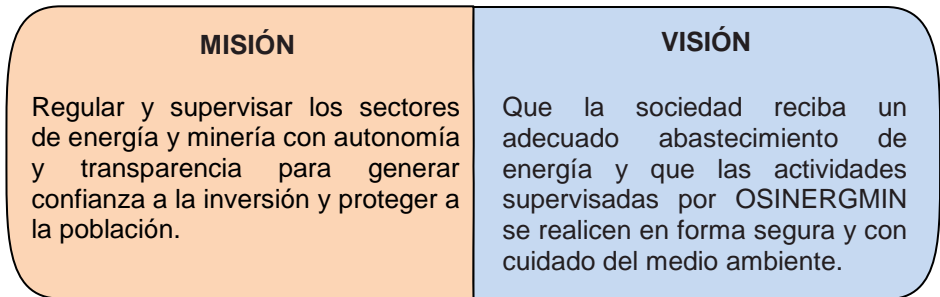 MISIÓN
Regular y supervisar los sectores
de energía y minería con autonomía
y transparencia para generar
confianza a la inversión y proteger a
la población.
VISIÓN
Que la sociedad reciba un
adecuado abastecimiento de
energía y que las actividades
supervisadas por OSINERGMIN
se realicen en forma segura y con
cuidado del medio ambiente.